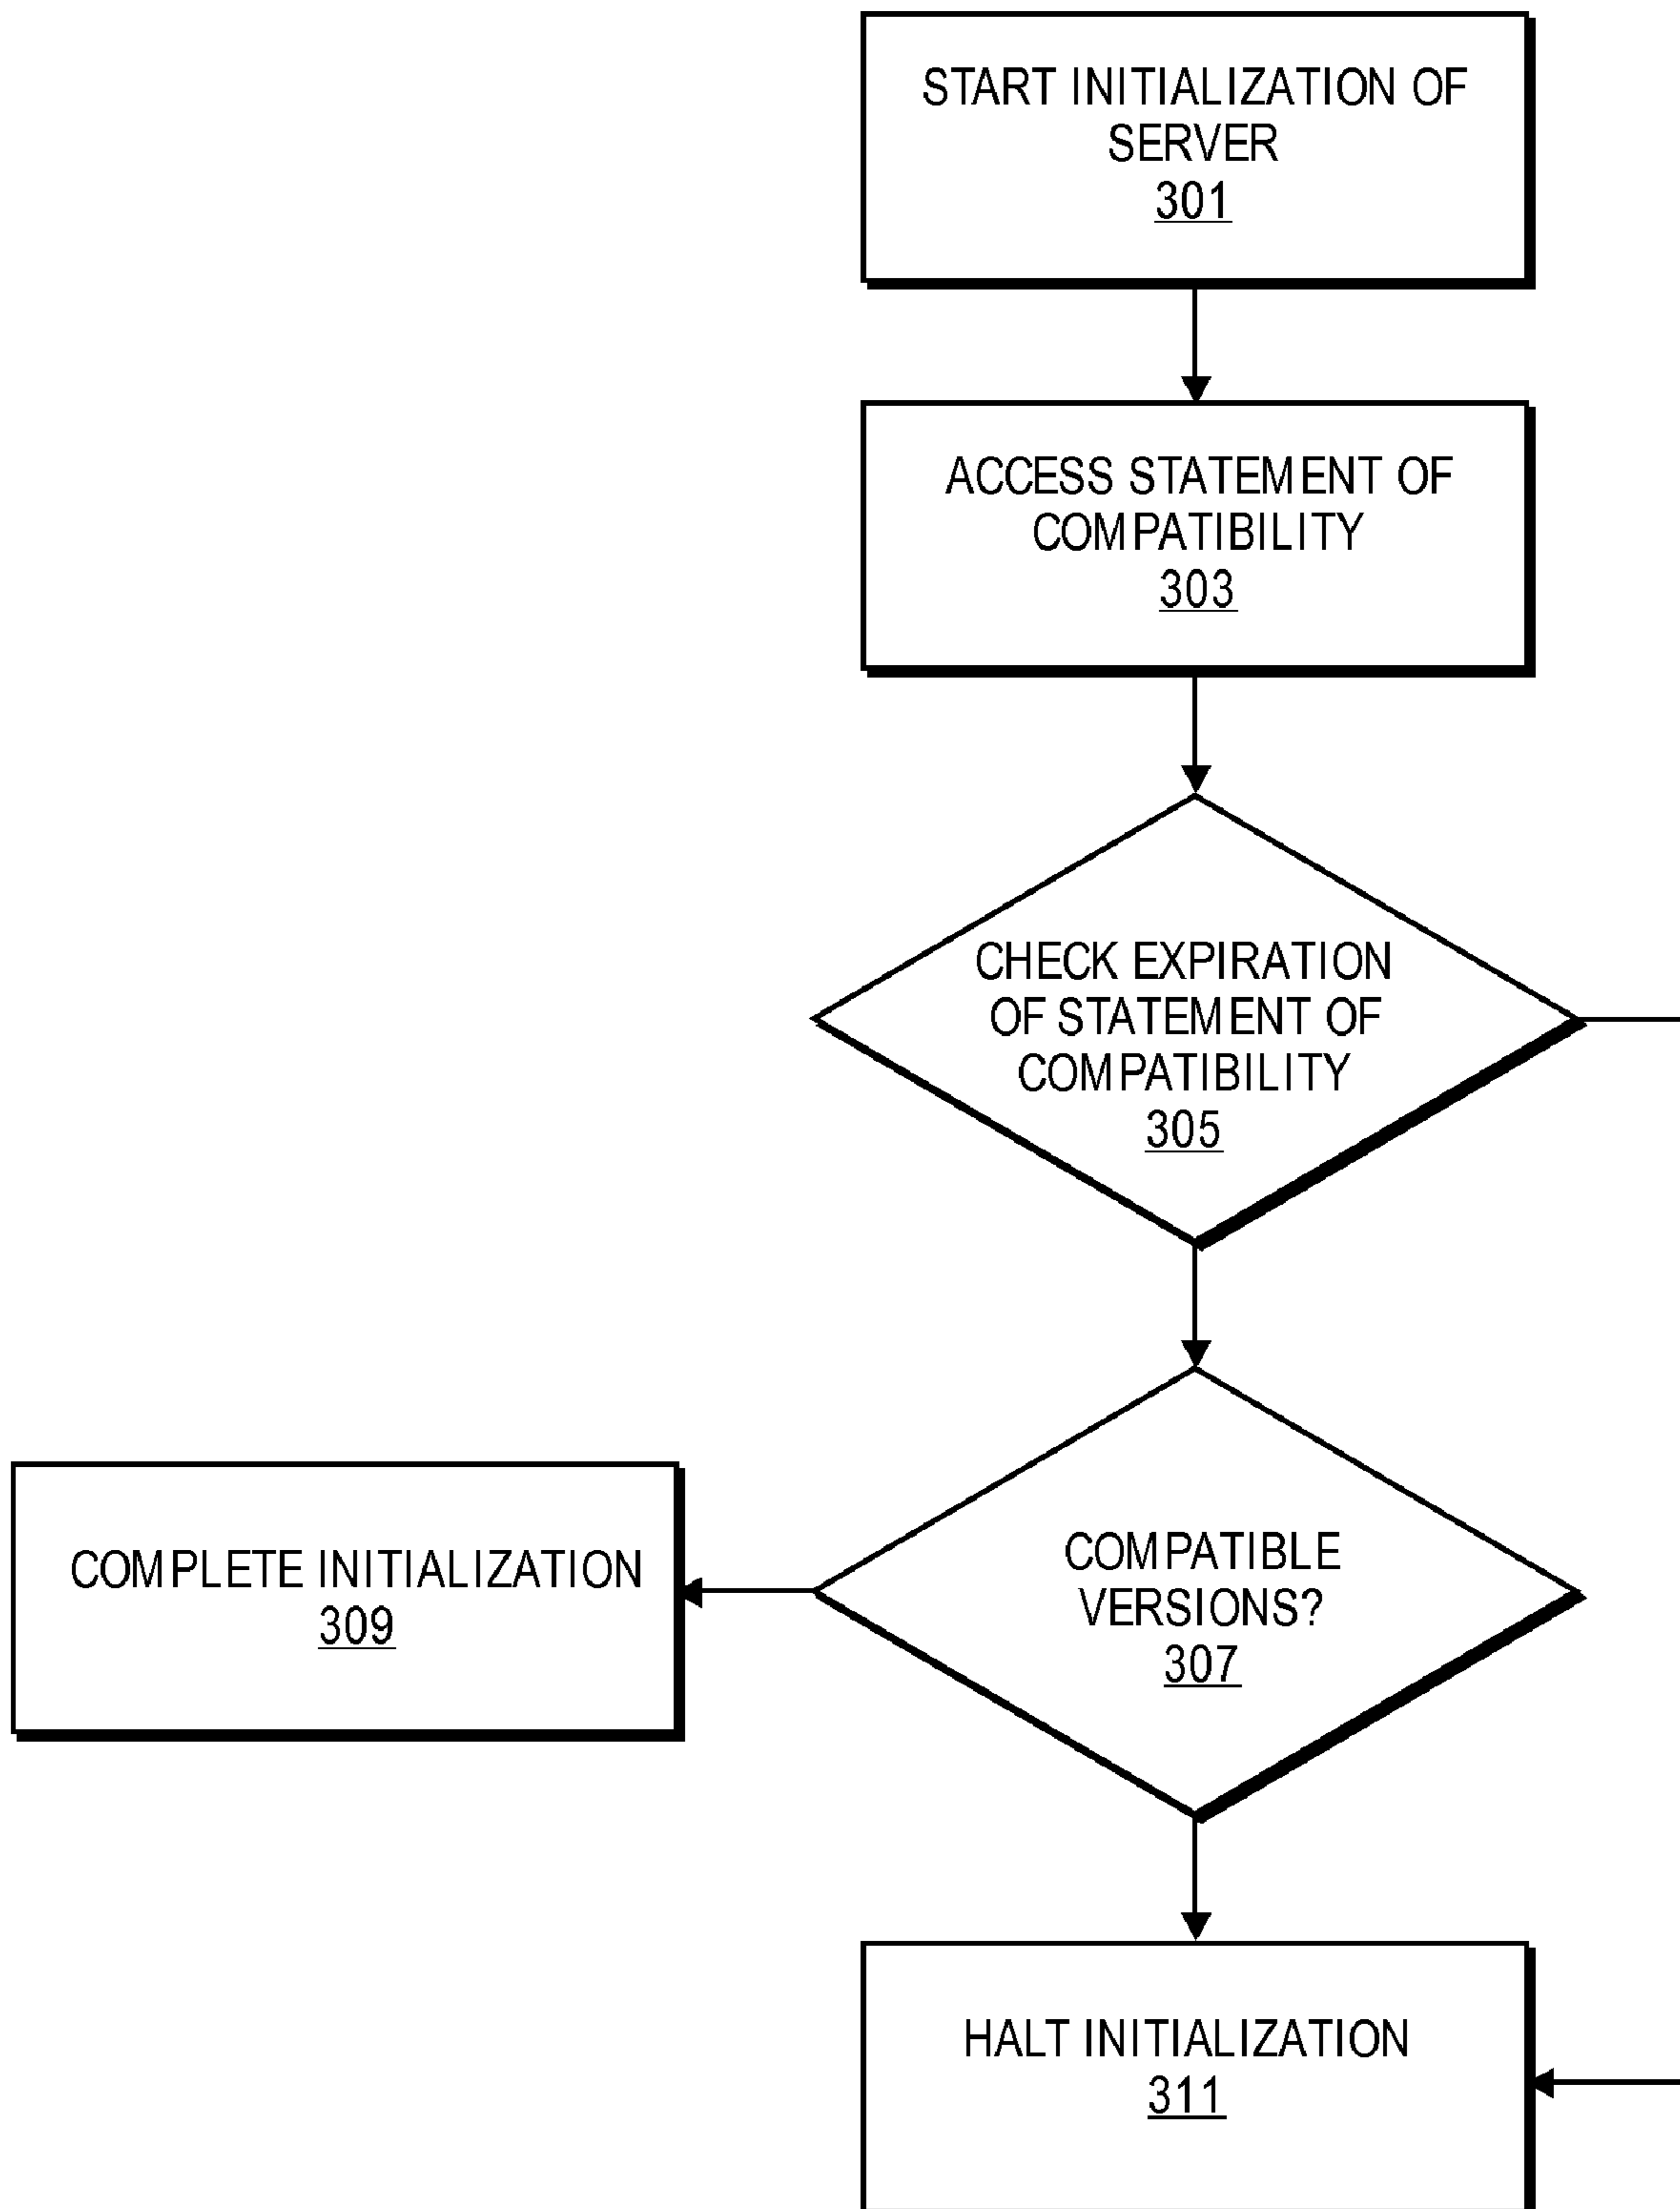 START INITIALIZATION OF
SERVER
301
ACCESS STATEMENT OF
COMPATIBILITY
303
CHECK EXPIRATION
OF STATEMENT OF
COMPATIBILITY
305
COMPATIBLE
VERSIONS?
307
COMPLETE INITIALIZATION
309
HALT INITIALIZATION
311